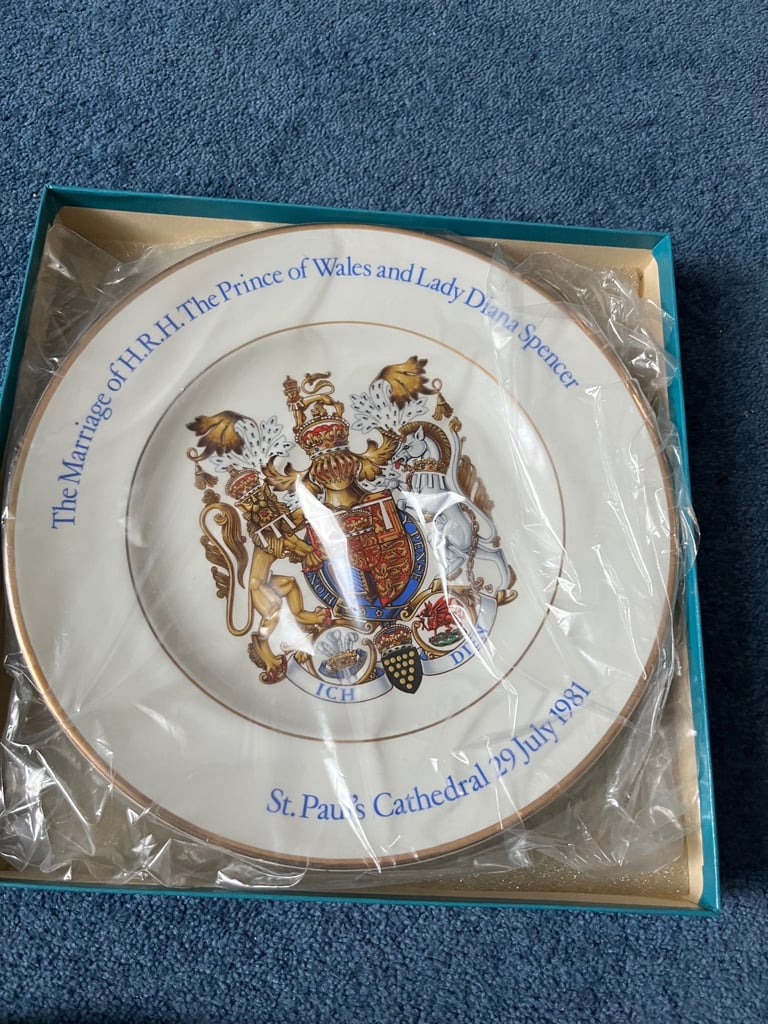 The Marriage of H.R.H. The Prince of Wales and Lady Diana Spencer
PENSE
ICH
DIEN
St. Paul's Cathedral 29 July 1981